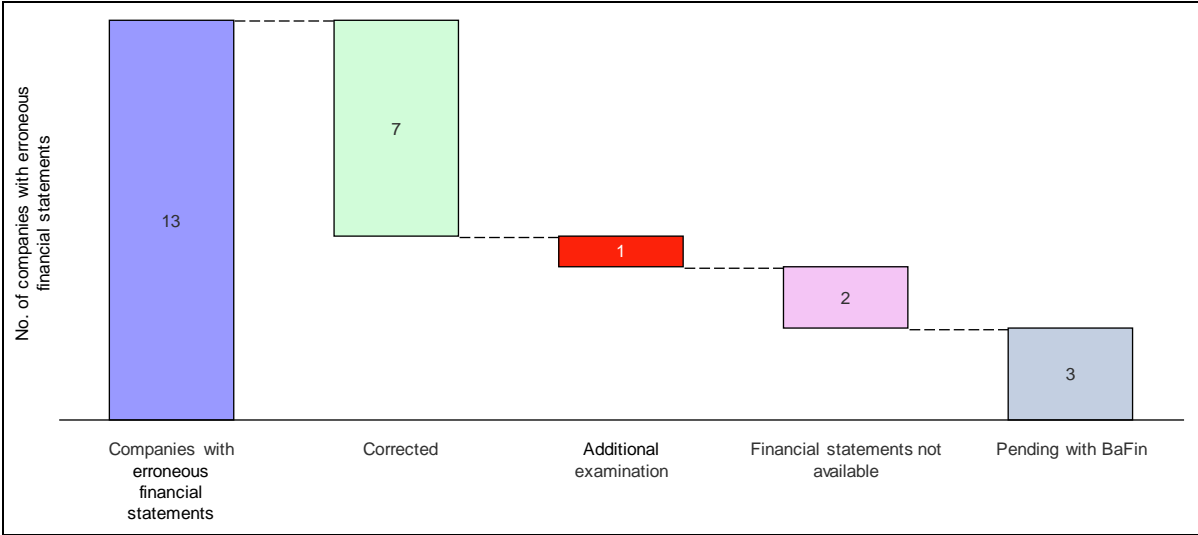 No. of companies with erroneous
financial statements
13
7
1
2
3
Companies with
erroneous
financial
statements
Corrected
Additional
examination
Financial statements not
available
Pending with BaFin